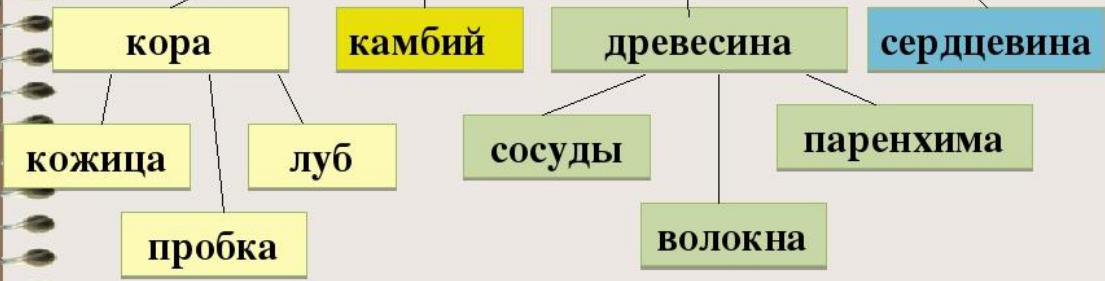 кора
камбий
древесина
сердцевина
кожица
луб
сосуды
паренхима
пробка
волокна